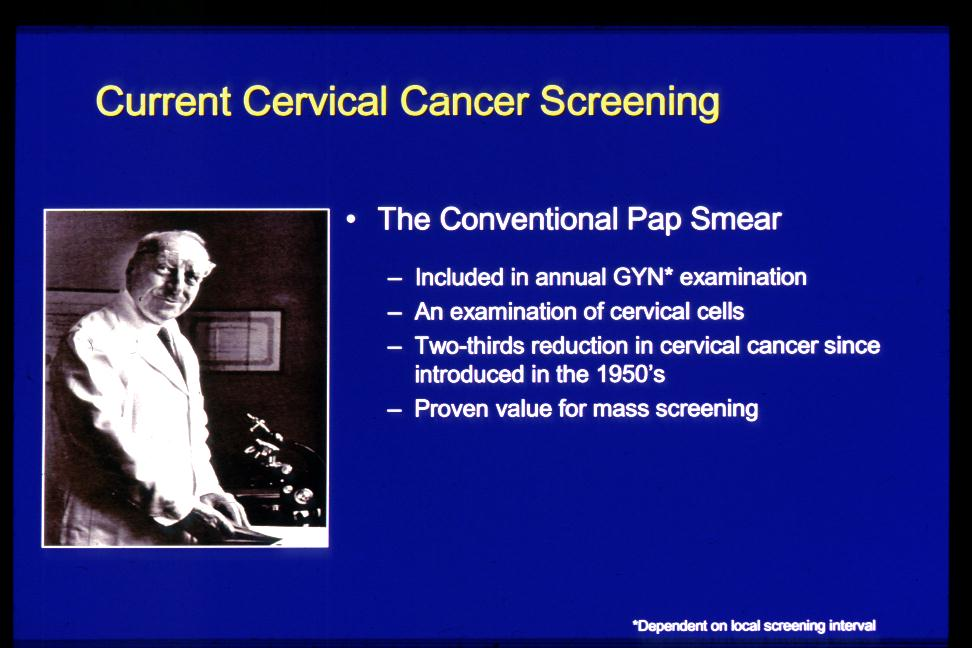 Current Cervical Cancer Screening
• The Conventional Pap Smear
– Included in annual GYN* examination
– An examination of cervical cells
– Two-thirds reduction in cervical cancer since
introduced in the 1950’s
– Proven value for mass screening
*Dependent on local screening interval